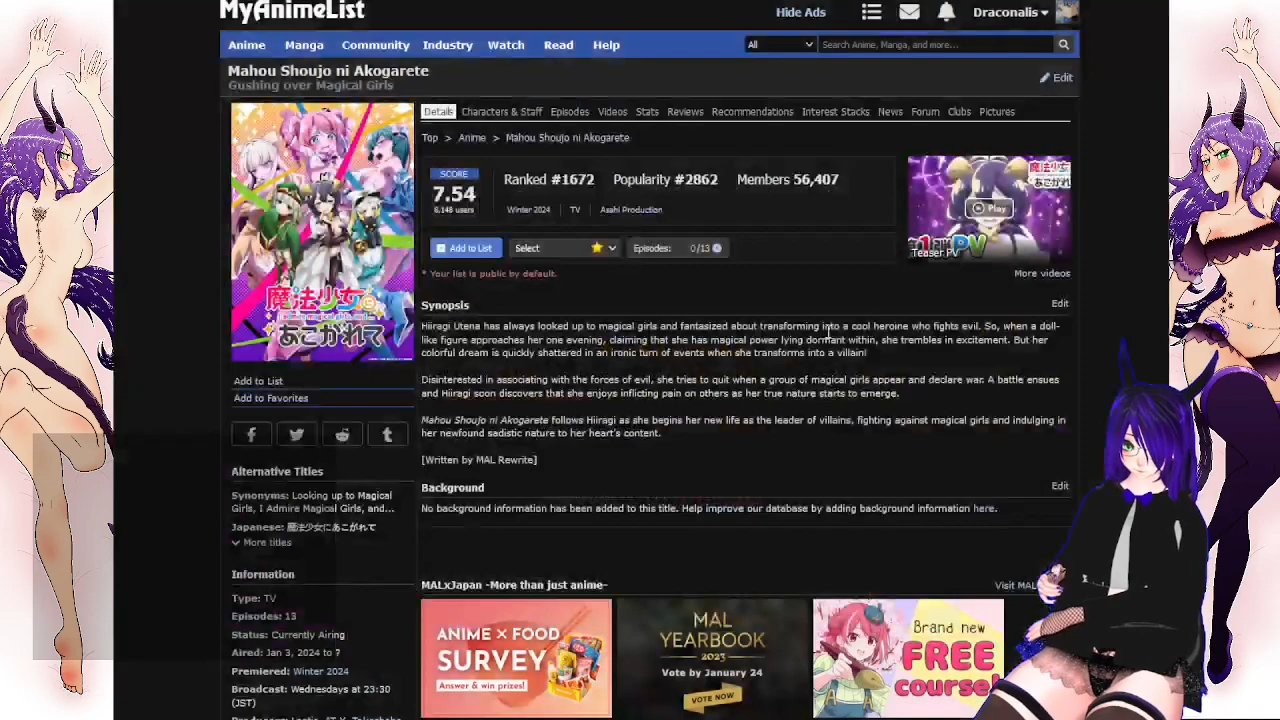 MyAnimeList
Hide Ads
Draconalis
Anime Manga Community Industry Watch Read Help
All
Search Anime, Manga, and more...
Mahou Shoujo ni Akogarete
Gushing over Magical Girls
Edit
Details Characters & Staff Episodes Videos Stats Reviews Recommendations Interest Stacks News Forum Clubs Pictures
Top > Anime > Mahou Shoujo ni Akogarete
SCORE
7.54
6,148 users
Ranked #1672 Popularity #2862 Members 56,407
Winter 2024 TV Asahi Production
Add to List
Select
Episodes: 0/13
* Your list is public by default.
Play
PV
Teaser PV
More videos
Synopsis
Edit
Hiiragi Utena has always looked up to magical girls and fantasized about transforming into a cool heroine who fights evil. So, when a doll-
like figure approaches her one evening, claiming that she has magical power lying dormant within, she trembles in excitement. But her
colorful dream is quickly shattered in an ironic turn of events when she transforms into a villain!
Disinterested in associating with the forces of evil, she tries to quit when a group of magical girls appear and declare war. A battle ensues
and Hiiragi soon discovers that she enjoys inflicting pain on others as her true nature starts to emerge.
Mahou Shoujo ni Akogarete follows Hiiragi as she begins her new life as the leader of villains, fighting against magical girls and indulging in
her newfound sadistic nature to her heart's content.
[Written by MAL Rewrite]
Background
Edit
No background information has been added to this title. Help improve our database by adding background information here.
魔法少女に
あこがれて
Add to List
Add to Favorites
Alternative Titles
Synonyms: Looking up to Magical
Girls, I Admire Magical Girls, and...
Japanese: 魔法少女にあこがれて
More titles
Information
Type: TV
Episodes: 13
Status: Currently Airing
Aired: Jan 3, 2024 to ?
Premiered: Winter 2024
Broadcast: Wednesdays at 23:30
(JST)
MALxJapan -More than just anime-
Visit MAL
ANIME × FOOD
SURVEY
Answer & win prizes!
MAL
YEARBOOK
2023
Vote by January 24
VOTE NOW
Brand new
FREE
course!